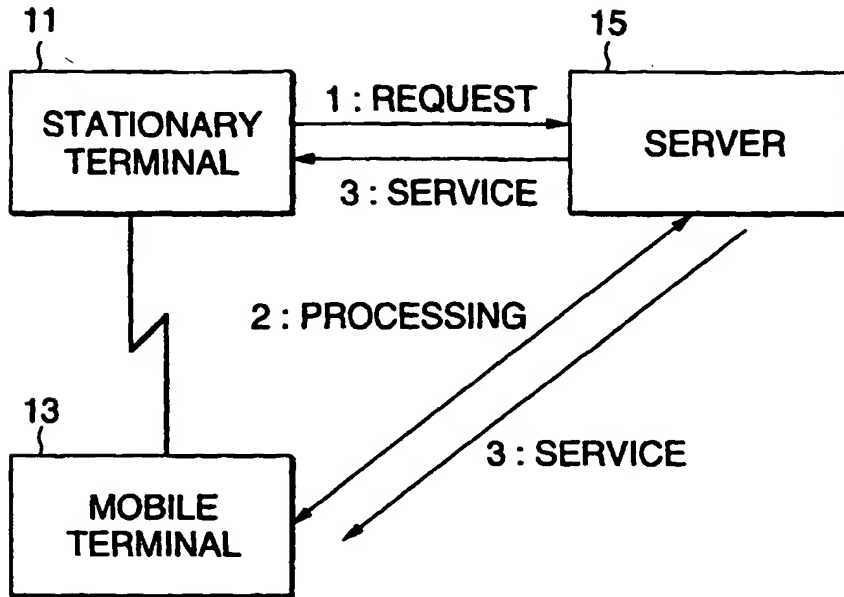 11
15
STATIONARY
TERMINAL
1 : REQUEST
SERVER
3 : SERVICE
2 : PROCESSING
13
3 : SERVICE
MOBILE
TERMINAL